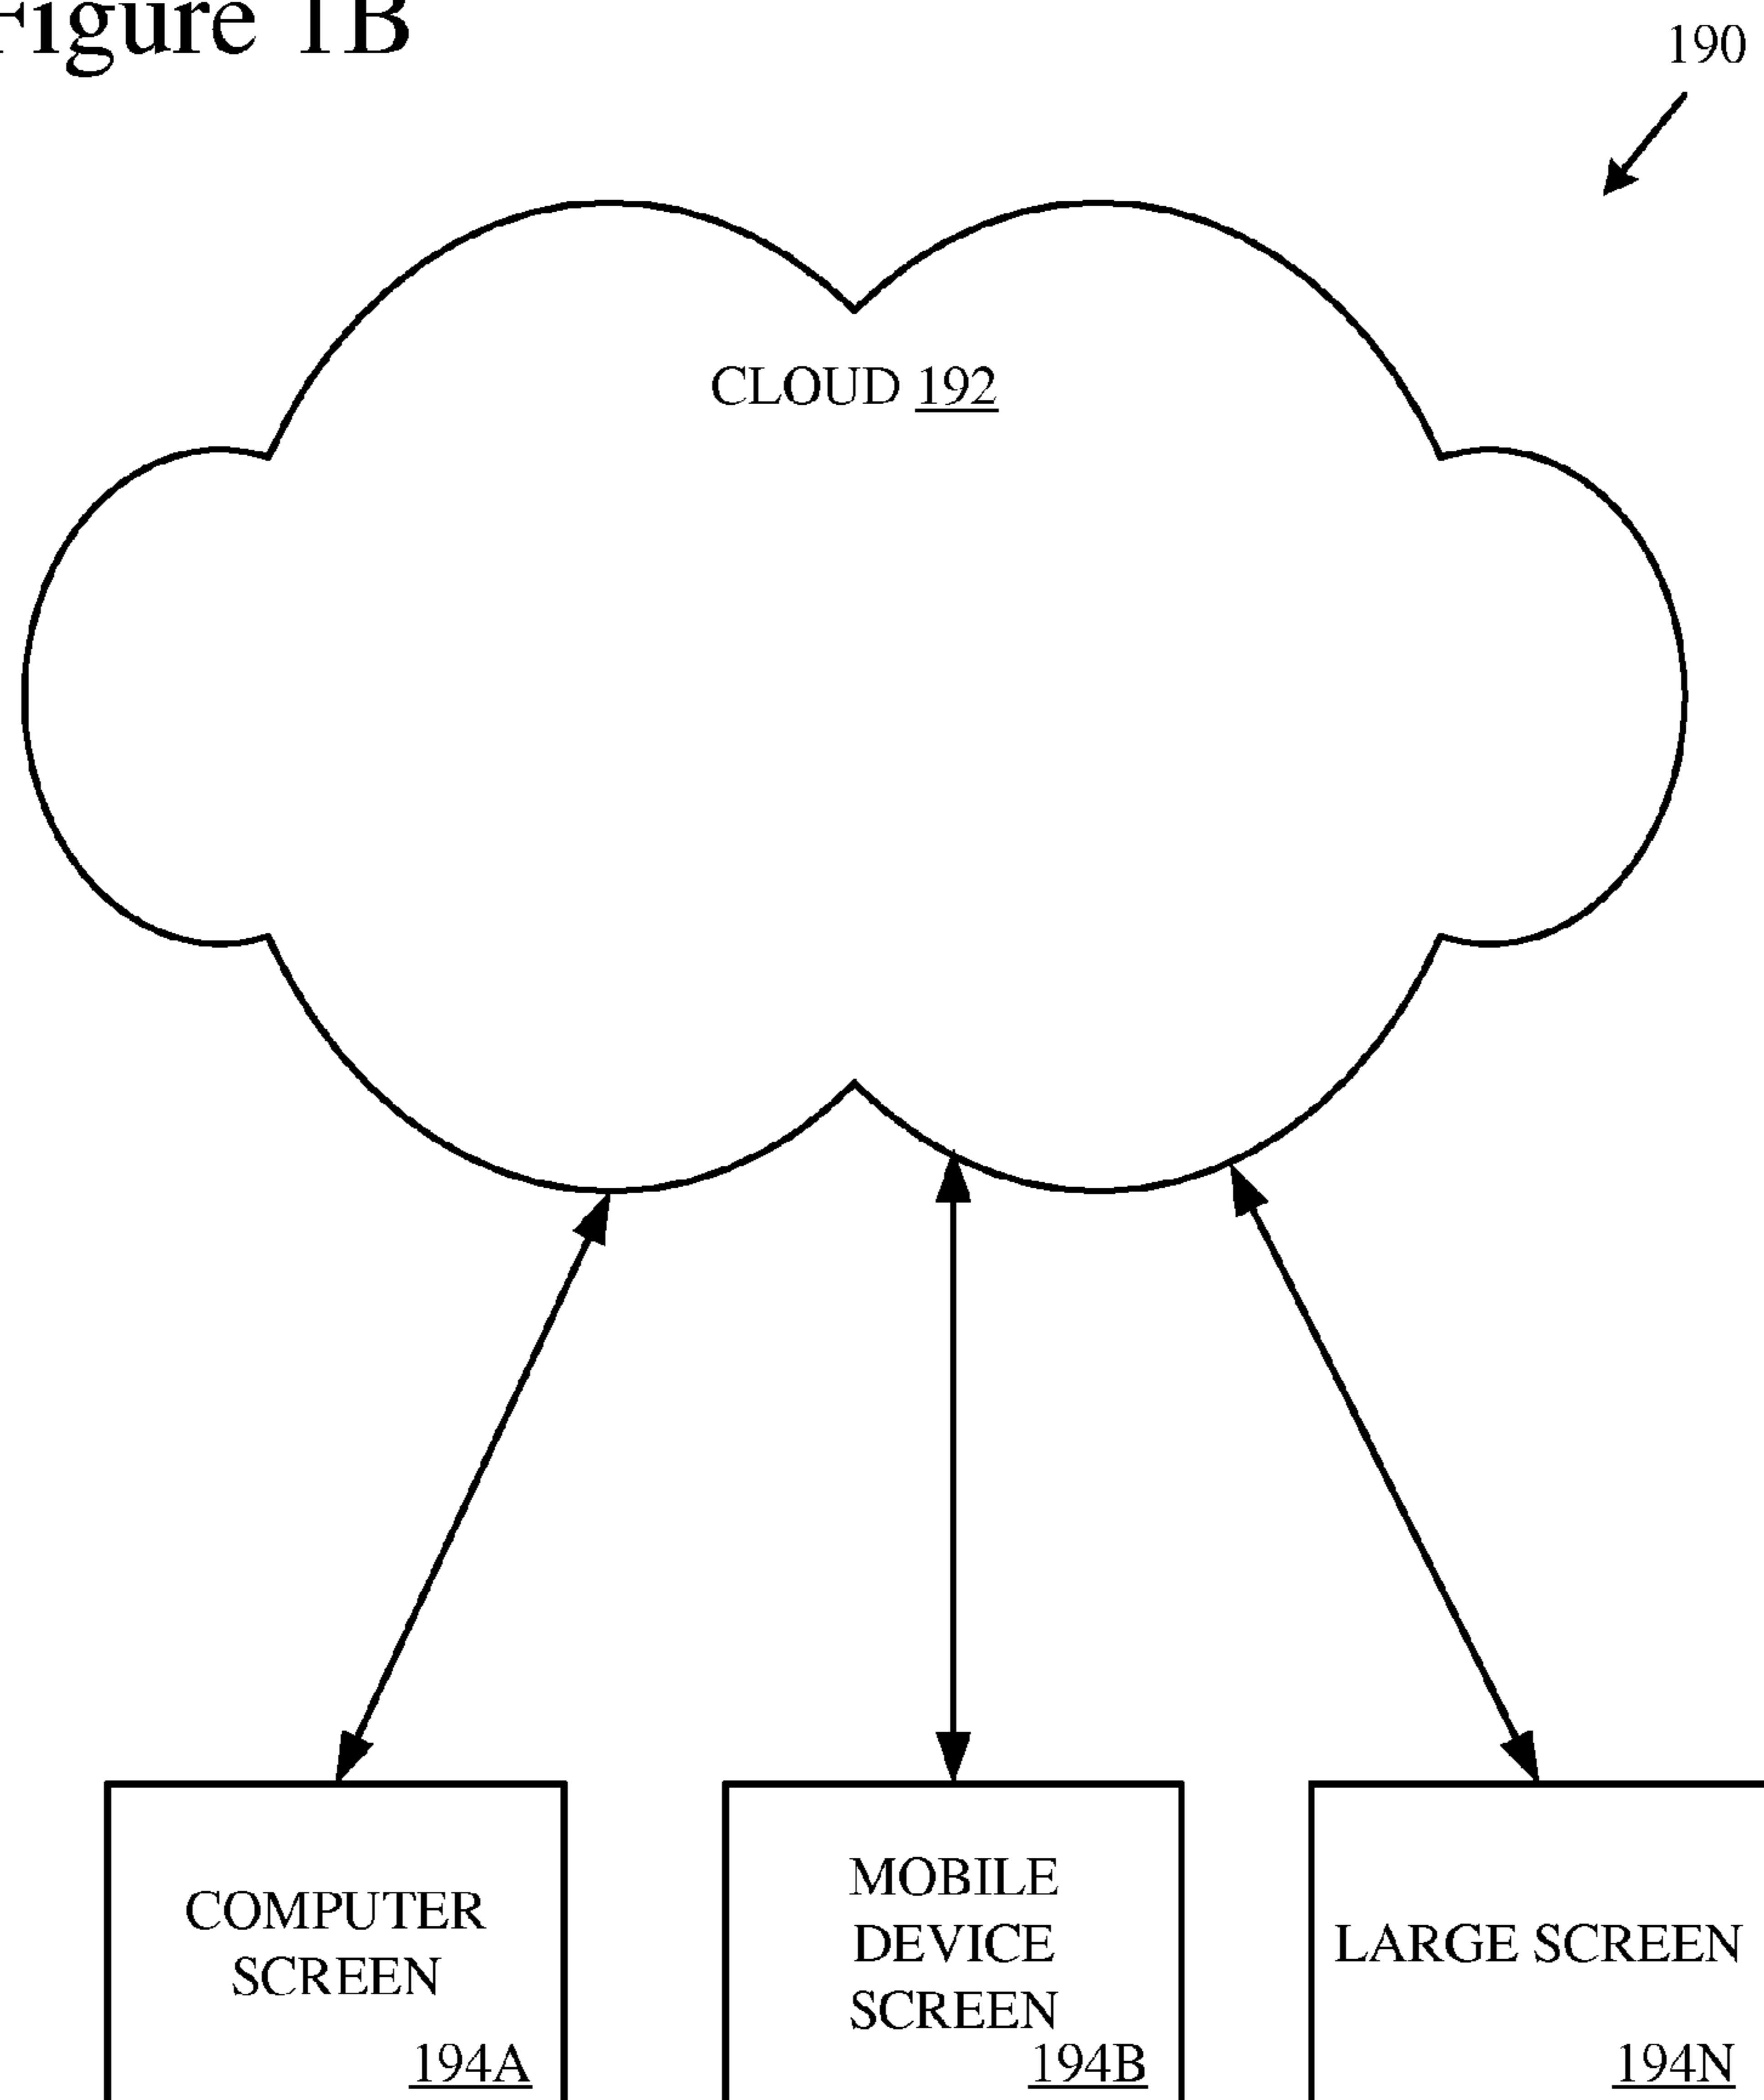 Figure 1B
190
CLOUD 192
COMPUTER
SCREEN
194A
MOBILE
DEVICE
SCREEN
194B
LARGE SCREEN
194N